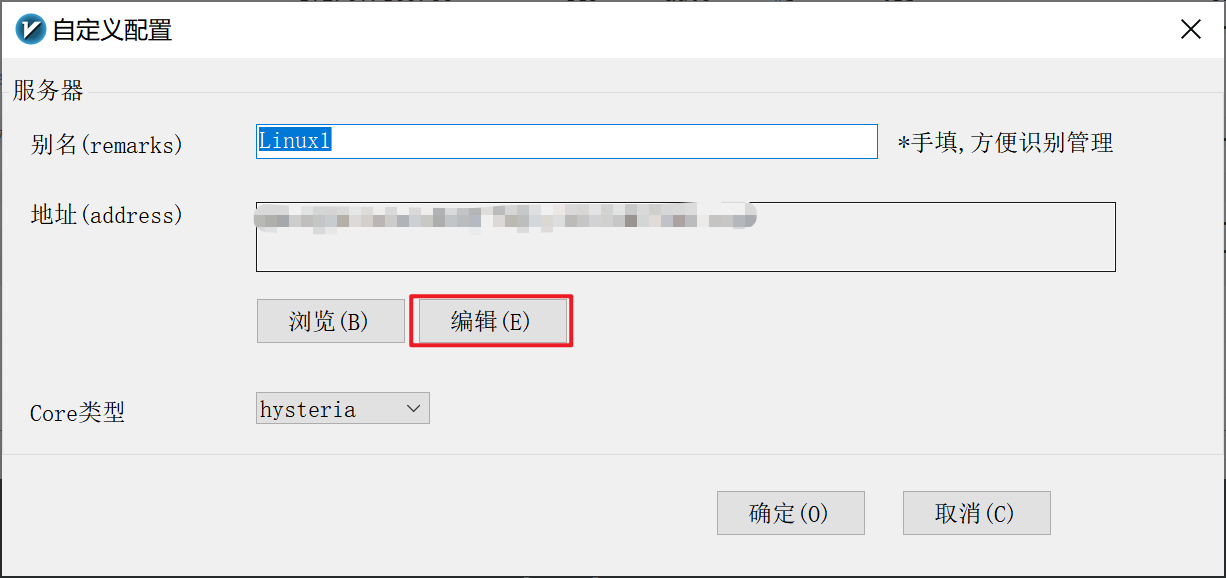 自定义配置
服务器
别名(remarks) Linux1 *手填,方便识别管理
地址(address)
浏览(B) 编辑(E)
Core类型 hysteria
确定(O) 取消(C)